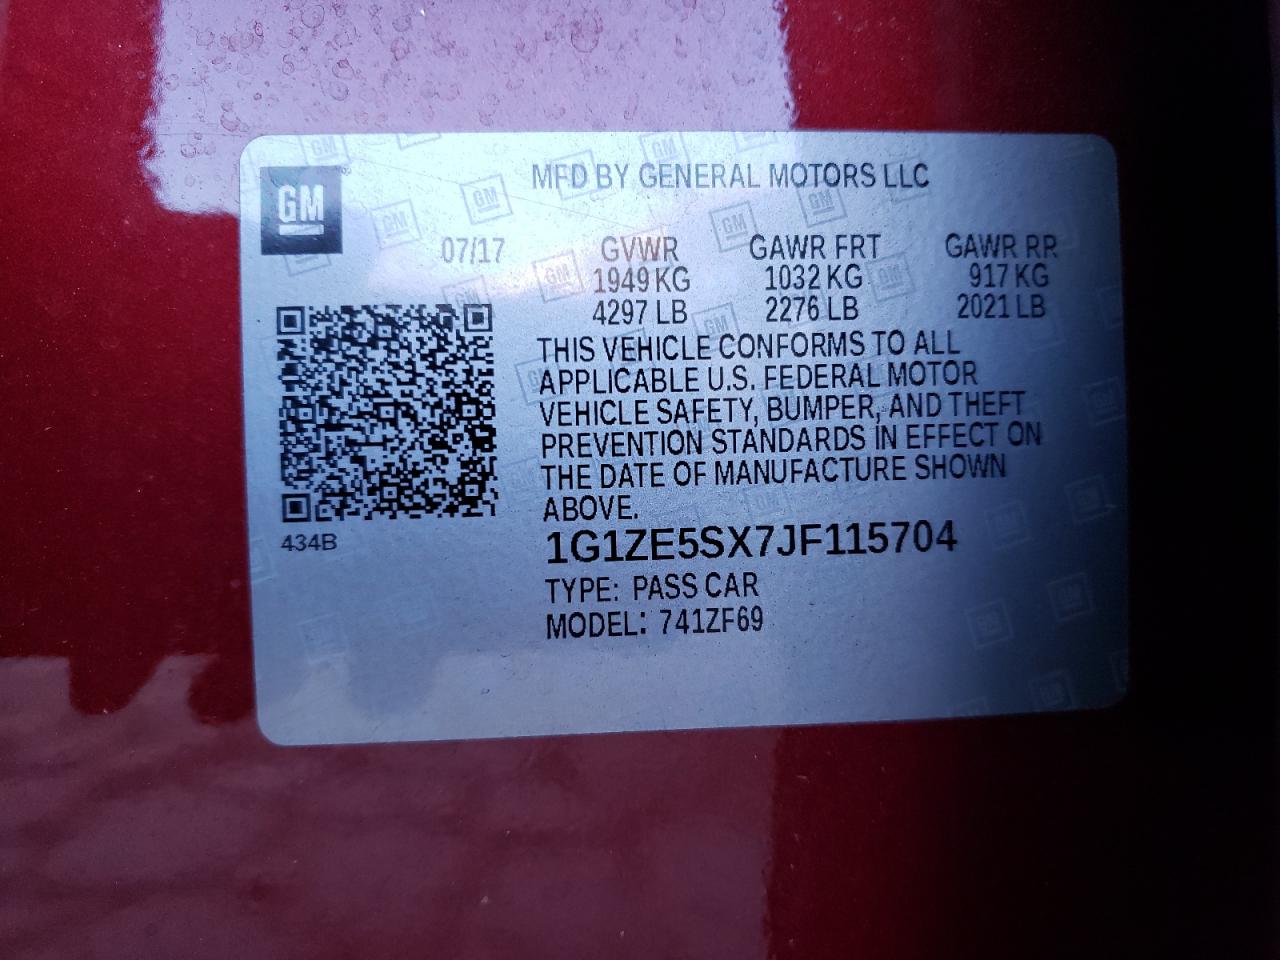 GM
MFD BY GENERAL MOTORS LLC
07/17 GVWR GAWR FRT GAWR RR
1949 KG 1032 KG 917 KG
4297 LB 2276 LB 2021 LB
THIS VEHICLE CONFORMS TO ALL
APPLICABLE U.S. FEDERAL MOTOR
VEHICLE SAFETY, BUMPER, AND THEFT
PREVENTION STANDARDS IN EFFECT ON
THE DATE OF MANUFACTURE SHOWN
ABOVE.
434B
1G1ZE5SX7JF115704
TYPE: PASS CAR
MODEL: 741ZF69